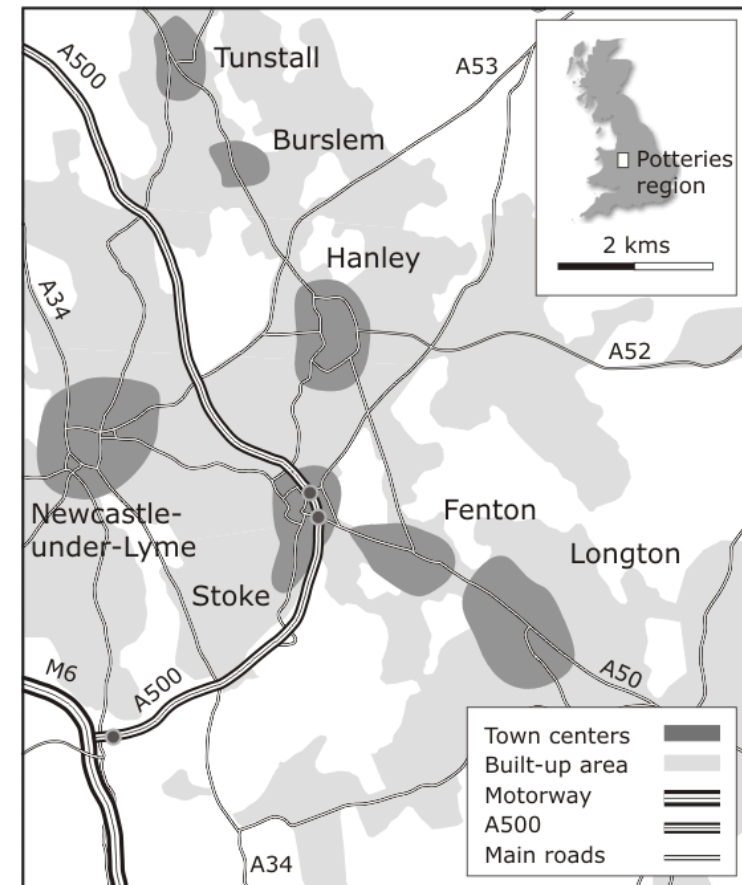 A500
Tunstall
A53
Burslem
Potteries
region
2 kms
Hanley
A34
A52
Newcastle-
under-Lyme
Fenton
Longton
Stoke
M6
A500
A50
A34
Town centers
Built-up area
Motorway
A500
Main roads